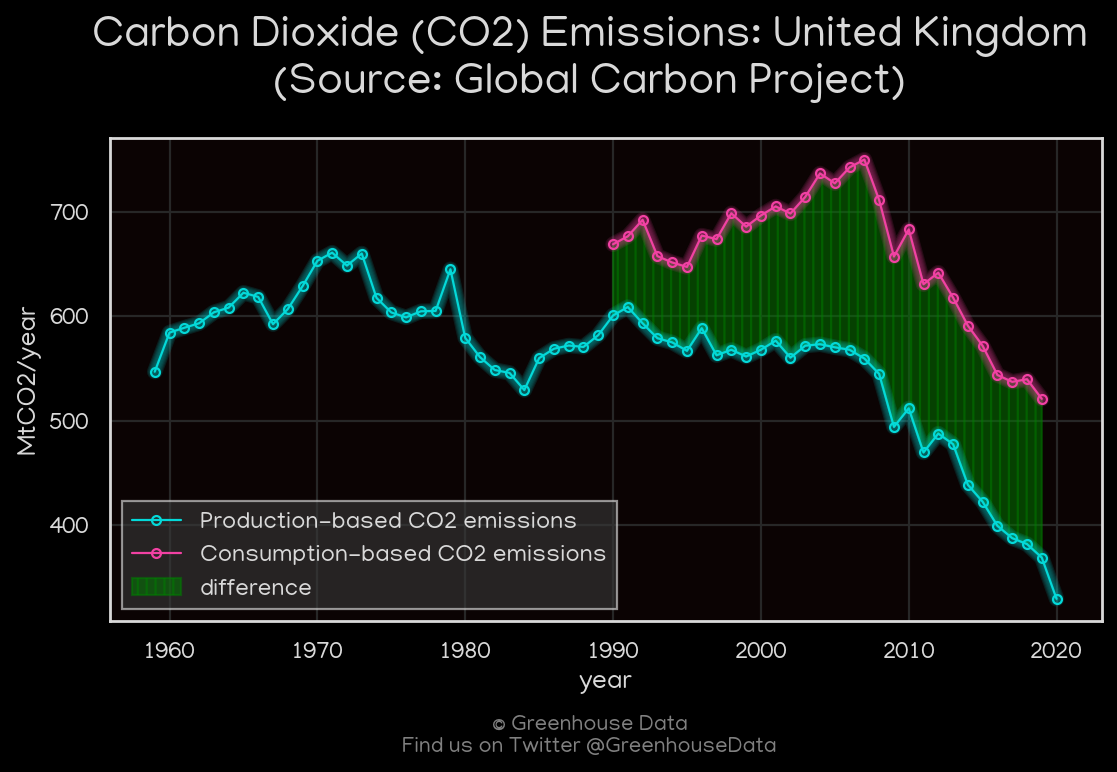 Carbon Dioxide (CO2) Emissions: United Kingdom
(Source: Global Carbon Project)
MtCO2/year
700
600
500
400
Production-based CO2 emissions
Consumption-based CO2 emissions
difference
1960 1970 1980 1990 2000 2010 2020
year
© Greenhouse Data
Find us on Twitter @GreenhouseData